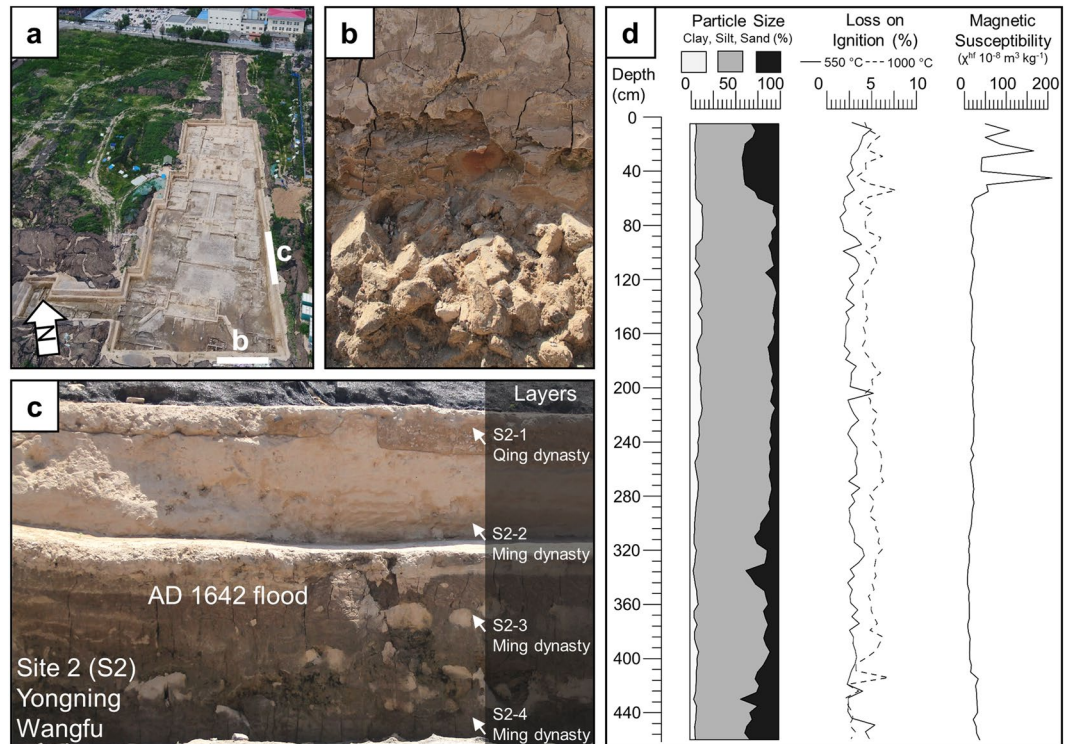 a
c
N
b
b
c
Layers
S2-1
Qing dynasty
S2-2
Ming dynasty
AD 1642 flood
S2-3
Ming dynasty
Site 2 (S2)
Yongning
Wangfu
S2-4
Ming dynasty
d
Particle Size
Clay, Silt, Sand (%)
0 50 100
Loss on
Ignition (%)
550 °C 1000 °C
0 5 10
Magnetic
Susceptibility
(χhf 10-8 m3 kg-1)
0 100 200
Depth
(cm)
0
40
80
120
160
200
240
280
320
360
400
440